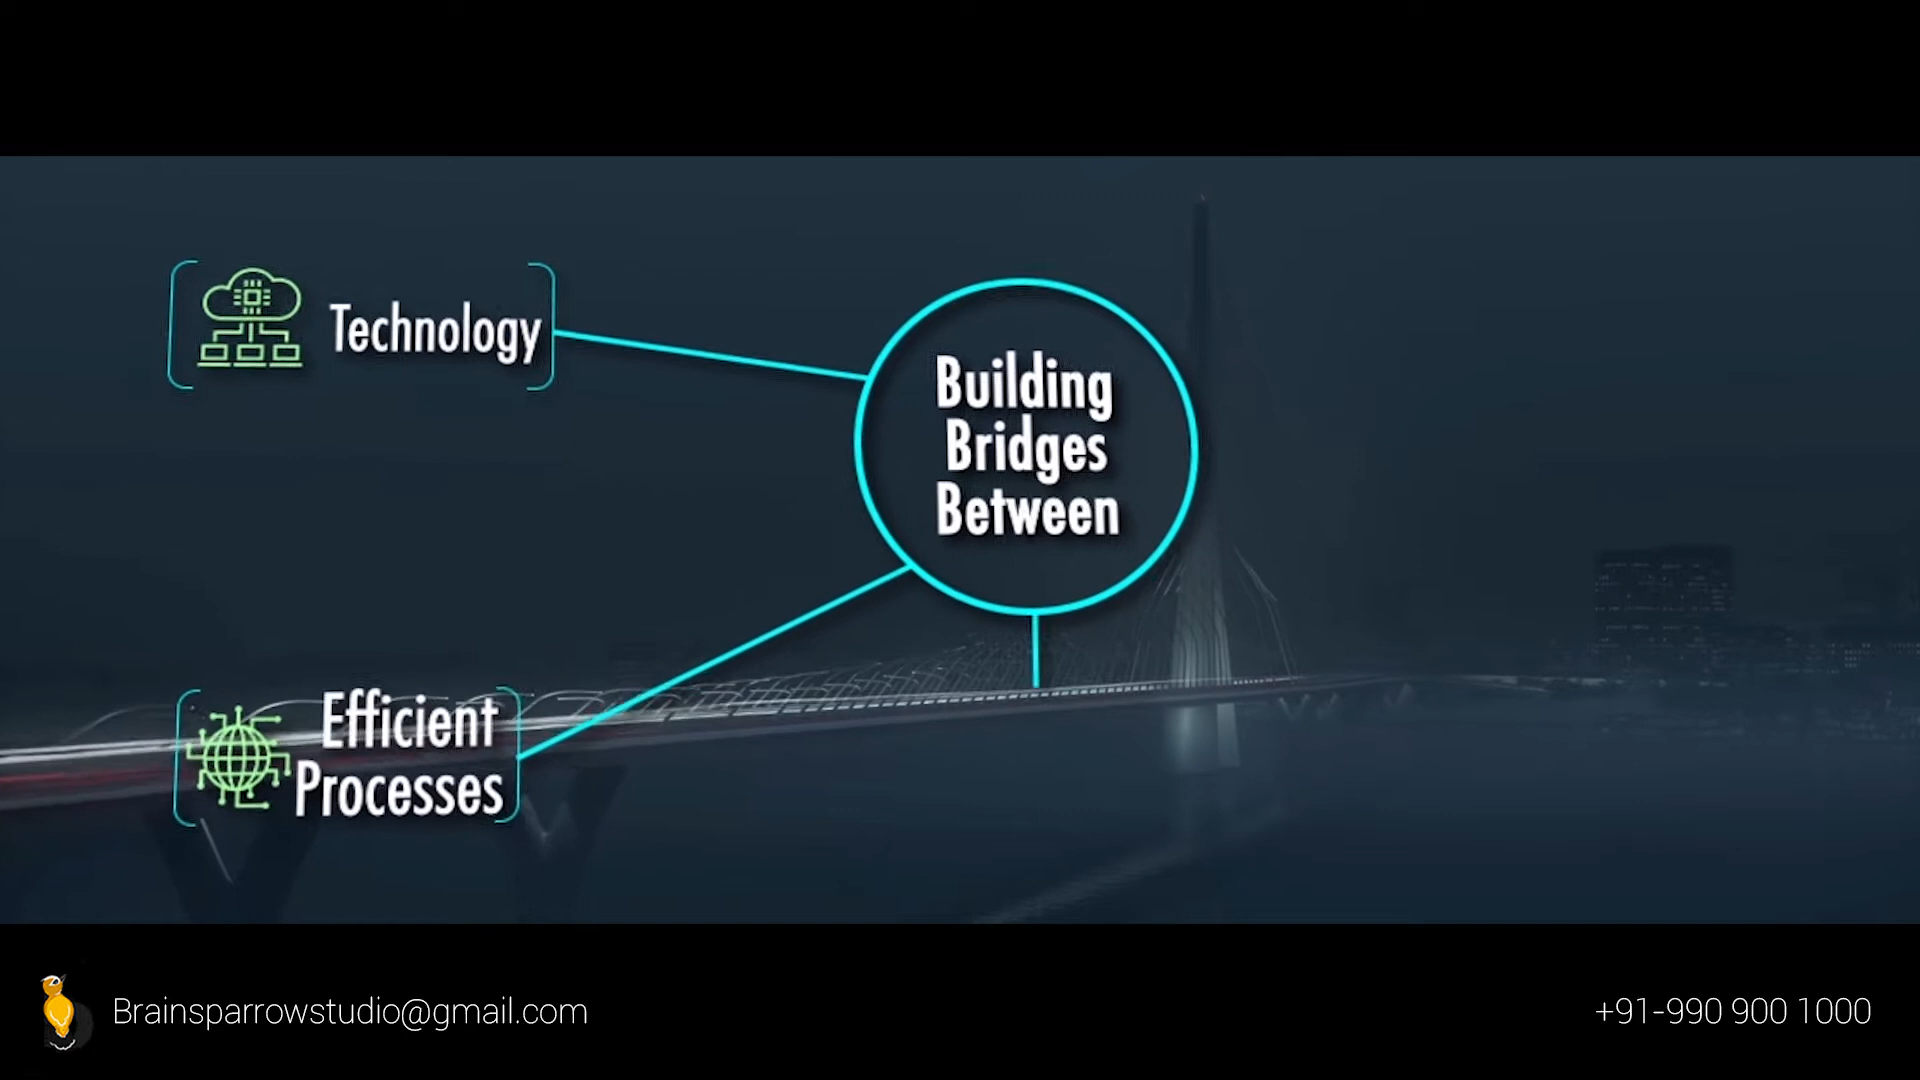 Technology
Building
Bridges
Between
Efficient
Processes
Brainsparrowstudio@gmail.com
+91-990 900 1000